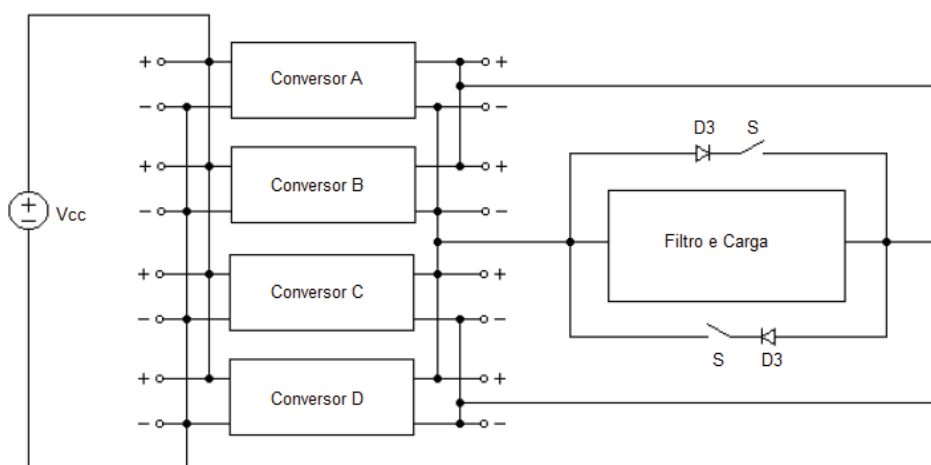 + Conversor A +
− −
D3 S
+ Conversor B +
− −
+
− Vcc
Filtro e Carga
+ Conversor C +
− −
S D3
+ Conversor D +
− −